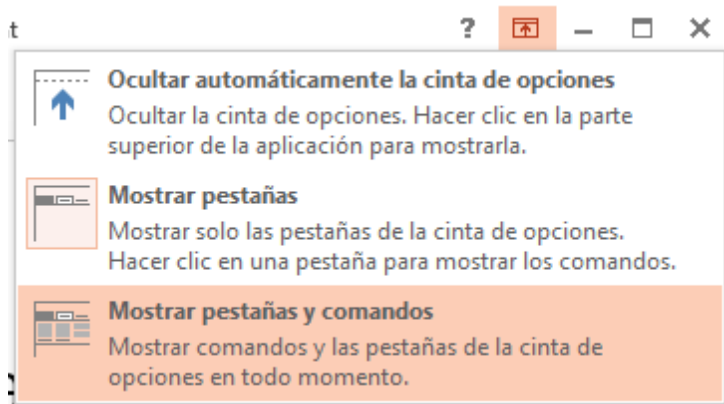 t ?
Ocultar automáticamente la cinta de opciones
Ocultar la cinta de opciones. Hacer clic en la parte
superior de la aplicación para mostrarla.
Mostrar pestañas
Mostrar solo las pestañas de la cinta de opciones.
Hacer clic en una pestaña para mostrar los comandos.
Mostrar pestañas y comandos
Mostrar comandos y las pestañas de la cinta de
opciones en todo momento.